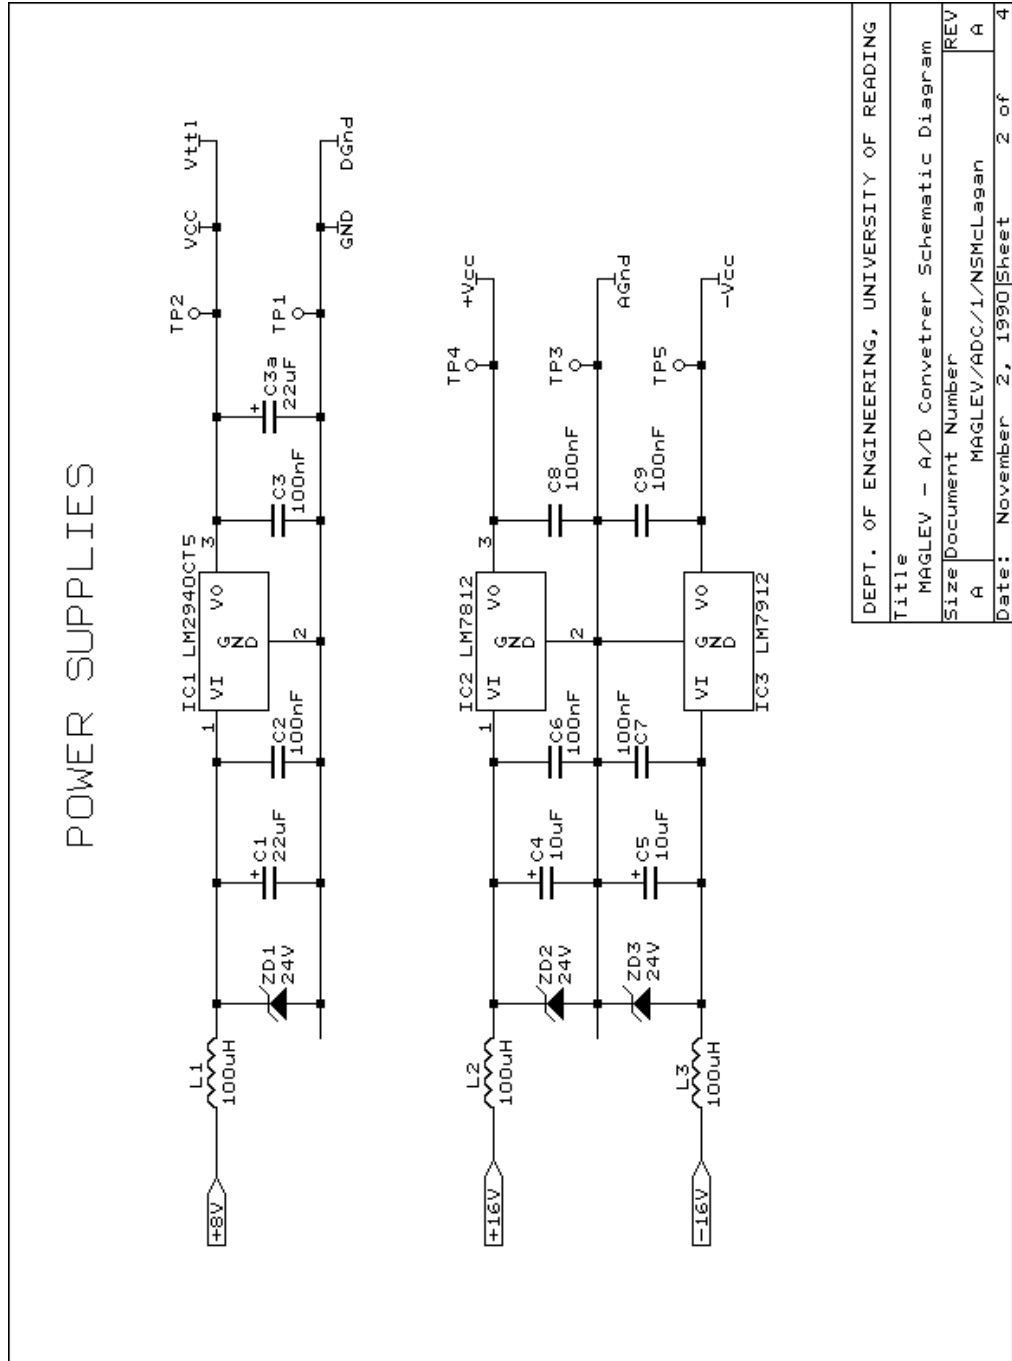 POWER SUPPLIES
+8V
L1
100uH
ZD1
24V
+
C1
22uF
C2
100nF
1
IC1 LM2940CT5
VI
GND
VO
2
3
C3
100nF
+
C3a
22uF
TP2
TP1
VCC
GND
Vttl
DGnd
+16V
L2
100uH
ZD2
24V
+
C4
10uF
C6
100nF
1
IC2 LM7812
VI
GND
VO
2
3
C8
100nF
TP4
TP3
+Vcc
AGnd
-16V
L3
100uH
ZD3
24V
+
C5
10uF
100nF
C7
VI
GND
VO
IC3 LM7912
C9
100nF
TP5
-Vcc
DEPT. OF ENGINEERING, UNIVERSITY OF READING
Title
MAGLEV - A/D Convetrer Schematic Diagram
Size Document Number REV
A MAGLEV/ADC/1/NSMcLagan A
Date: November 2, 1990 Sheet 2 of 4